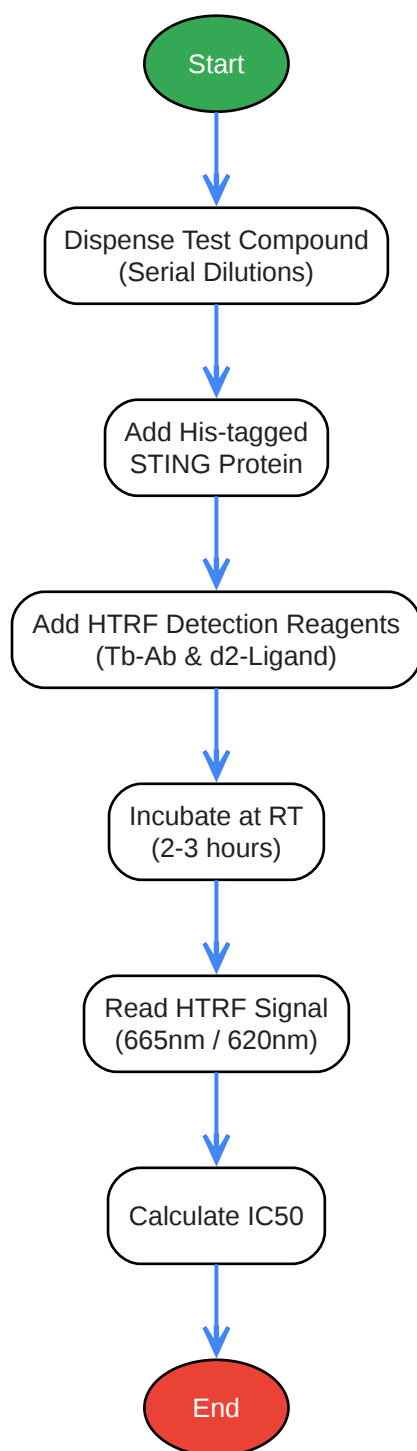 Start
Dispense Test Compound
(Serial Dilutions)
Add His-tagged
STING Protein
Add HTRF Detection Reagents
(Tb-Ab & d2-Ligand)
Incubate at RT
(2-3 hours)
Read HTRF Signal
(665nm / 620nm)
Calculate IC50
End